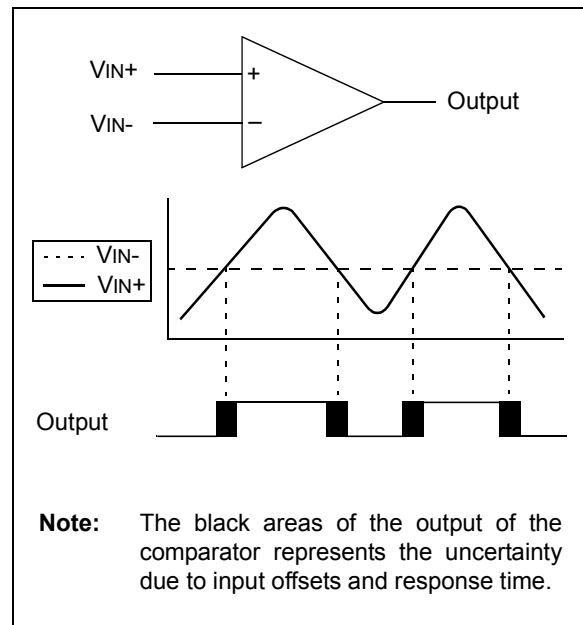 VIN+
+
Output
VIN-
−
VIN-
VIN+
Output
Note: The black areas of the output of the
comparator represents the uncertainty
due to input offsets and response time.